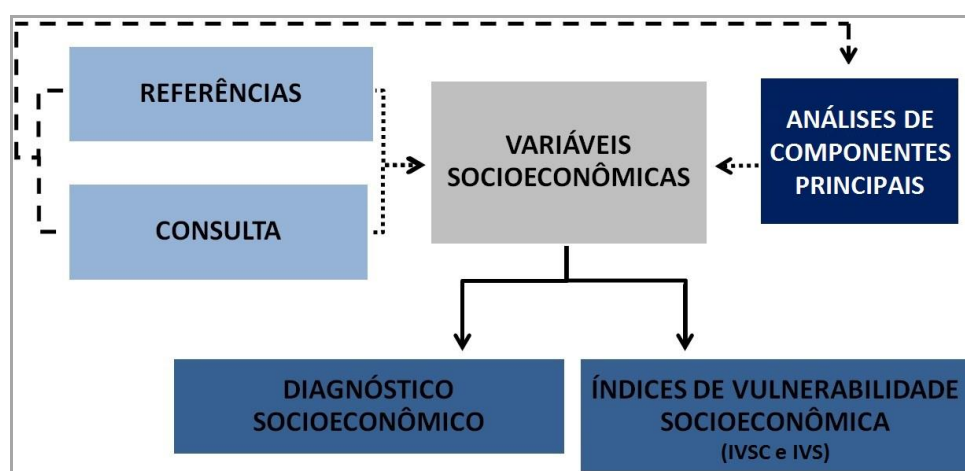 REFERÊNCIAS
CONSULTA
VARIÁVEIS
SOCIOECONÔMICAS
ANÁLISES DE
COMPONENTES
PRINCIPAIS
DIAGNÓSTICO
SOCIOECONÔMICO
ÍNDICES DE VULNERABILIDADE
SOCIOECONÔMICA
(IVSC e IVS)